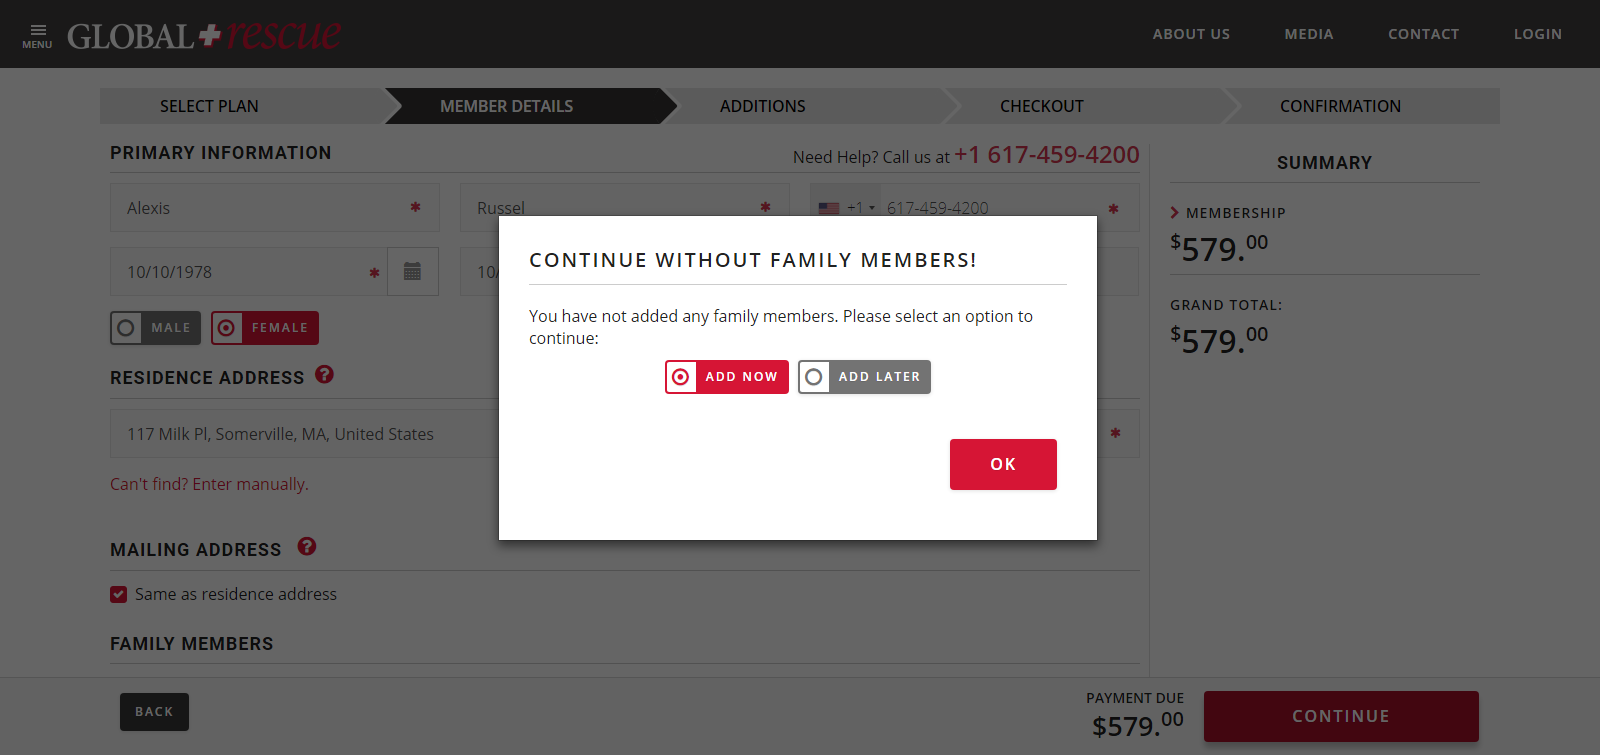 MENU
GLOBAL rescue
ABOUT US
MEDIA
CONTACT
LOGIN
SELECT PLAN
MEMBER DETAILS
ADDITIONS
CHECKOUT
CONFIRMATION
PRIMARY INFORMATION
Need Help? Call us at +1 617-459-4200
Alexis *
Russel *
+1 617-459-4200 *
10/10/1978 *
10/
MALE
FEMALE
RESIDENCE ADDRESS ?
117 Milk Pl, Somerville, MA, United States *
Can't find? Enter manually.
MAILING ADDRESS ?
Same as residence address
FAMILY MEMBERS
CONTINUE WITHOUT FAMILY MEMBERS!
You have not added any family members. Please select an option to
continue:
ADD NOW
ADD LATER
OK
SUMMARY
MEMBERSHIP
$579.00
GRAND TOTAL:
$579.00
BACK
PAYMENT DUE
$579.00
CONTINUE